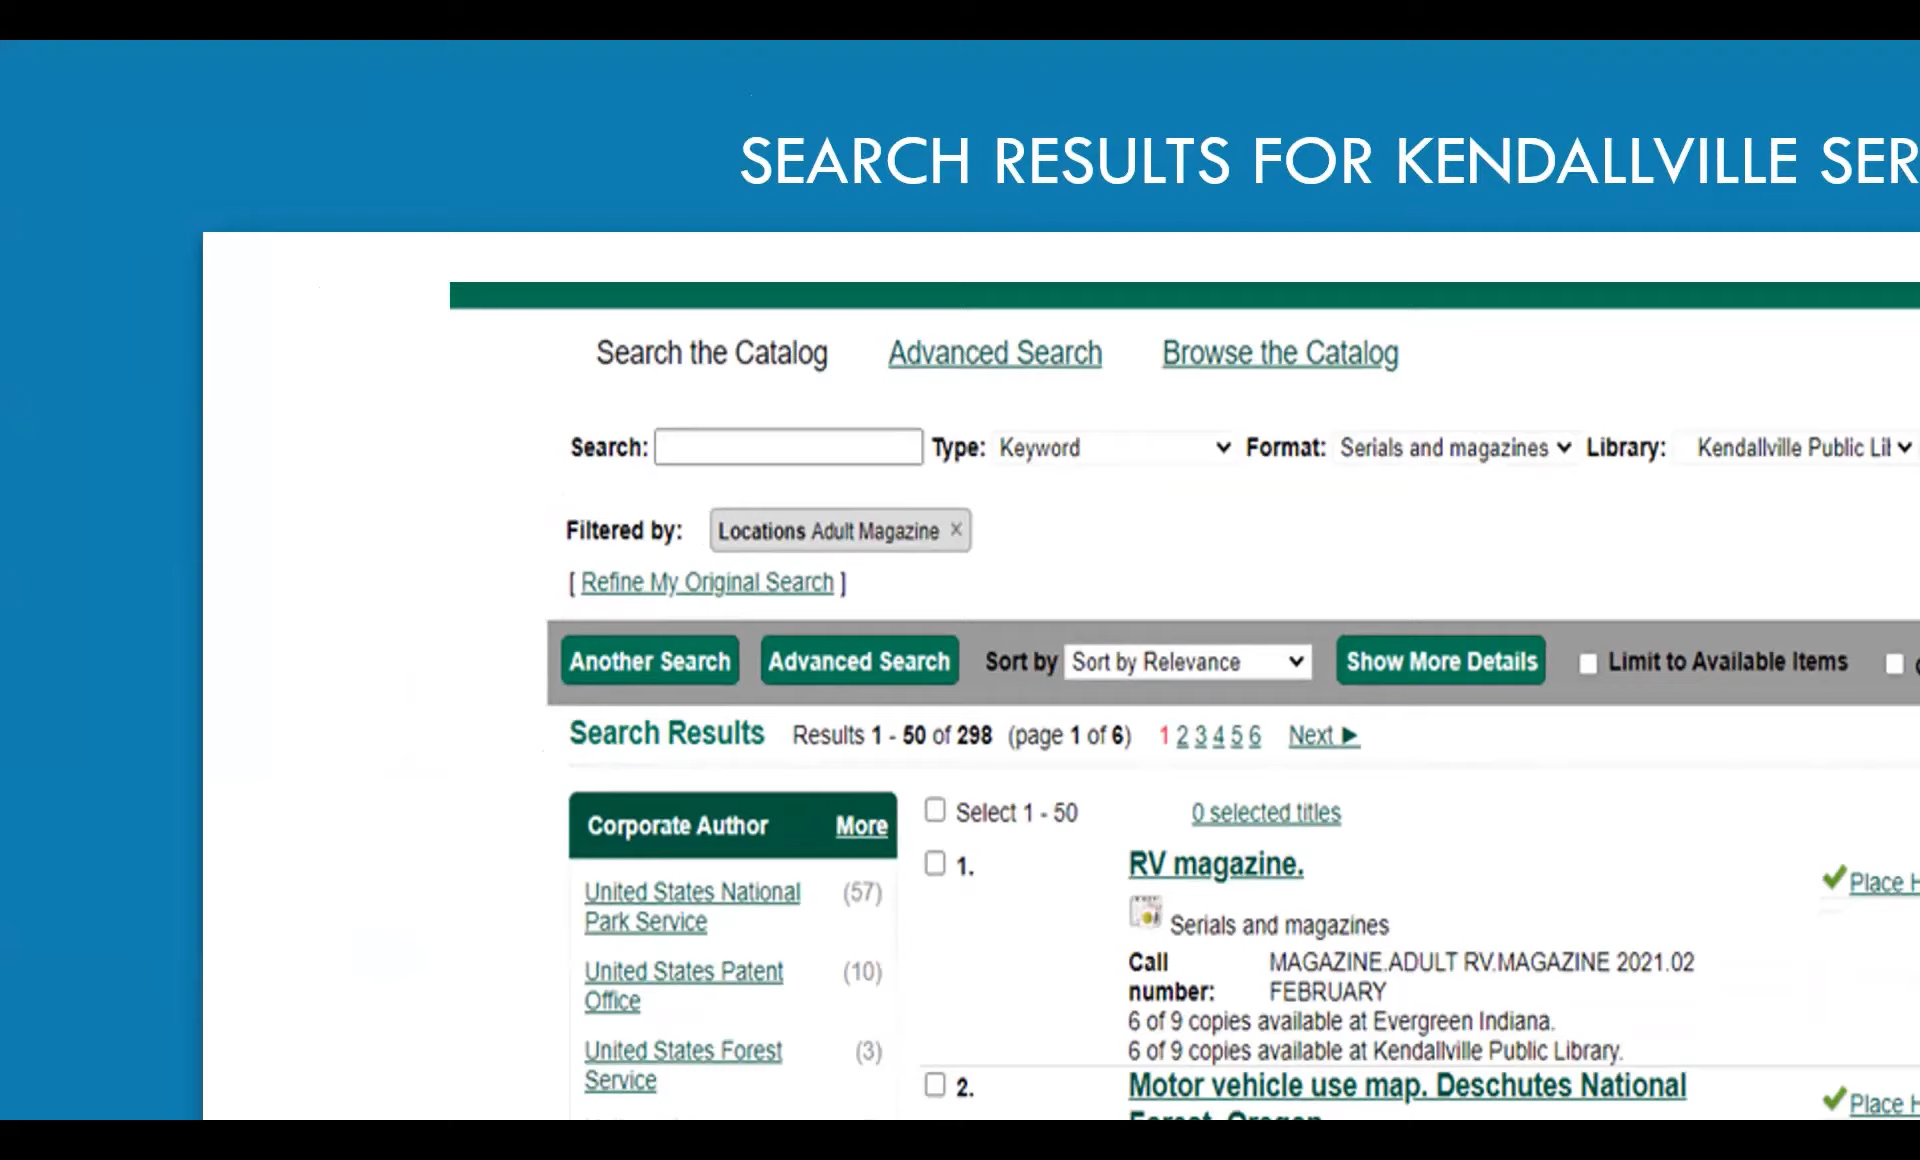 SEARCH RESULTS FOR KENDALLVILLE SER
Search the Catalog Advanced Search Browse the Catalog
Search: Type: Keyword Format: Serials and magazines Library: Kendallville Public Lil
Filtered by: Locations Adult Magazine ×
[ Refine My Original Search ]
Another Search Advanced Search Sort by Sort by Relevance Show More Details Limit to Available Items
Search Results Results 1 - 50 of 298 (page 1 of 6) 1 2 3 4 5 6 Next ►
Corporate Author More
United States National (57)
Park Service
United States Patent (10)
Office
United States Forest (3)
Service
Select 1 - 50 0 selected titles
1. RV magazine.
Place H
Serials and magazines
Call MAGAZINE.ADULT RV.MAGAZINE 2021.02
number: FEBRUARY
6 of 9 copies available at Evergreen Indiana.
6 of 9 copies available at Kendallville Public Library.
2. Motor vehicle use map. Deschutes National
Place H
Forest, Oregon